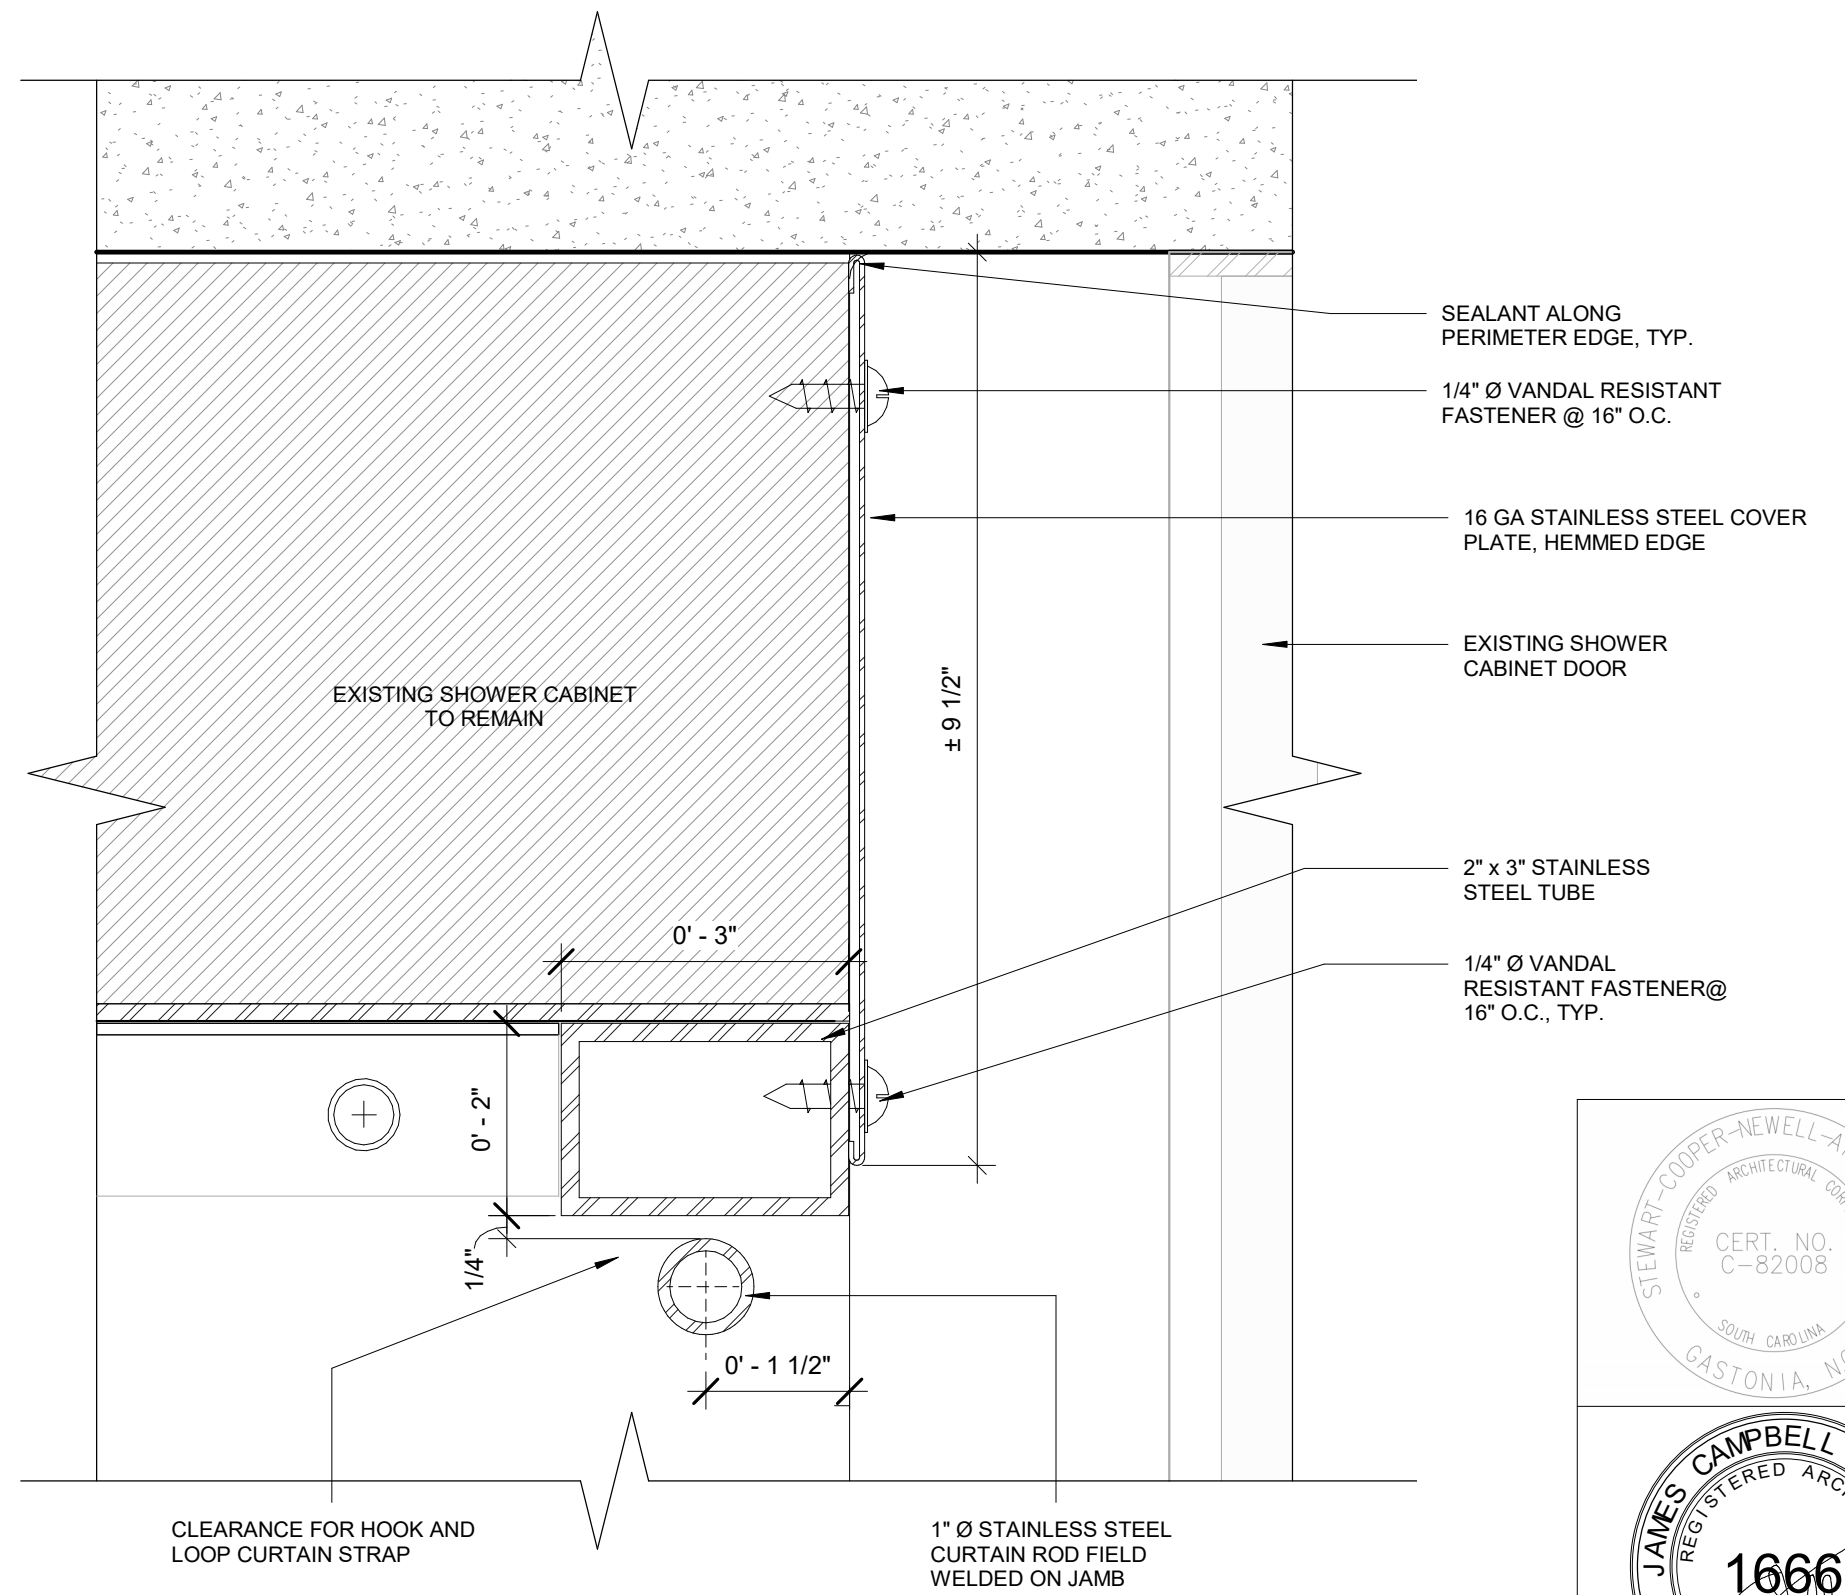 SEALANT ALONG
PERIMETER EDGE, TYP.
1/4" Ø VANDAL RESISTANT
FASTENER @ 16" O.C.
16 GA STAINLESS STEEL COVER
PLATE, HEMMED EDGE
EXISTING SHOWER
CABINET DOOR
EXISTING SHOWER CABINET
TO REMAIN
± 9 1/2"
2" x 3" STAINLESS
STEEL TUBE
0' - 3"
1/4" Ø VANDAL
RESISTANT FASTENER@
16" O.C., TYP.
0' - 2"
1/4"
0' - 1 1/2"
CLEARANCE FOR HOOK AND
LOOP CURTAIN STRAP
1" Ø STAINLESS STEEL
CURTAIN ROD FIELD
WELDED ON JAMB
STEWART-COOPER-NEWELL-A
REGISTERED ARCHITECTURAL
CERT. NO.
C-82008
SOUTH CAROLINA
GASTONIA, N
JAMES CAMPBELL
REGISTERED ARC
1666